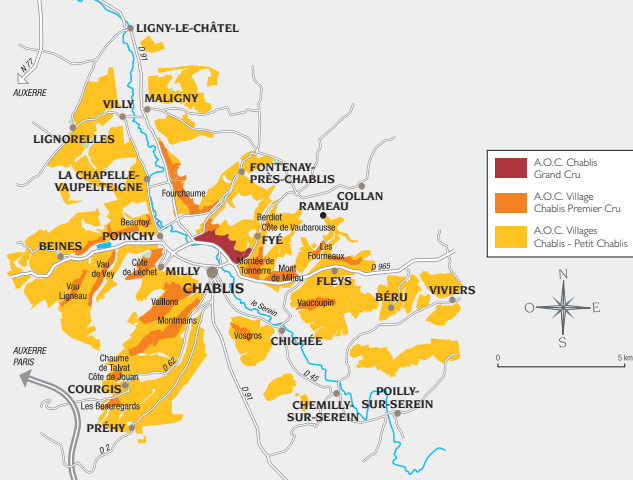 LIGNY-LE-CHÂTEL
D 91
N 77
AUXERRE
MALIGNY
VILLY
LIGNORELLES
LA CHAPELLE-
VAUPELTEIGNE
Fourchaume
FONTENAY-
PRÈS-CHABLIS
COLLAN
RAMEAU
Berdiot
Côte de Vaubarousse
FYÉ
Beauroy
POINCHY
BEINES
Vau
de Vey
Côte
de Léchet
MILLY
CHABLIS
Montée de
Tonnerre
Mont
de Milieu
Les
Fourneaux
D 965
FLEYS
BÉRU
VIVIERS
Vau
Ligneau
Vaillons
Montmains
le Serein
Vaucoupin
Vosgros
CHICHÉE
AUXERRE
PARIS
Chaume
de Talvat
Côte de Jouan
COURGIS
D 62
Les Beauregards
PRÉHY
D 2
D 91
D 45
CHEMILLY-
SUR-SEREIN
POILLY-
SUR-SEREIN
A.O.C. Chablis
Grand Cru
A.O.C. Village
Chablis Premier Cru
A.O.C. Villages
Chablis - Petit Chablis
N
O
E
S
0
5 km